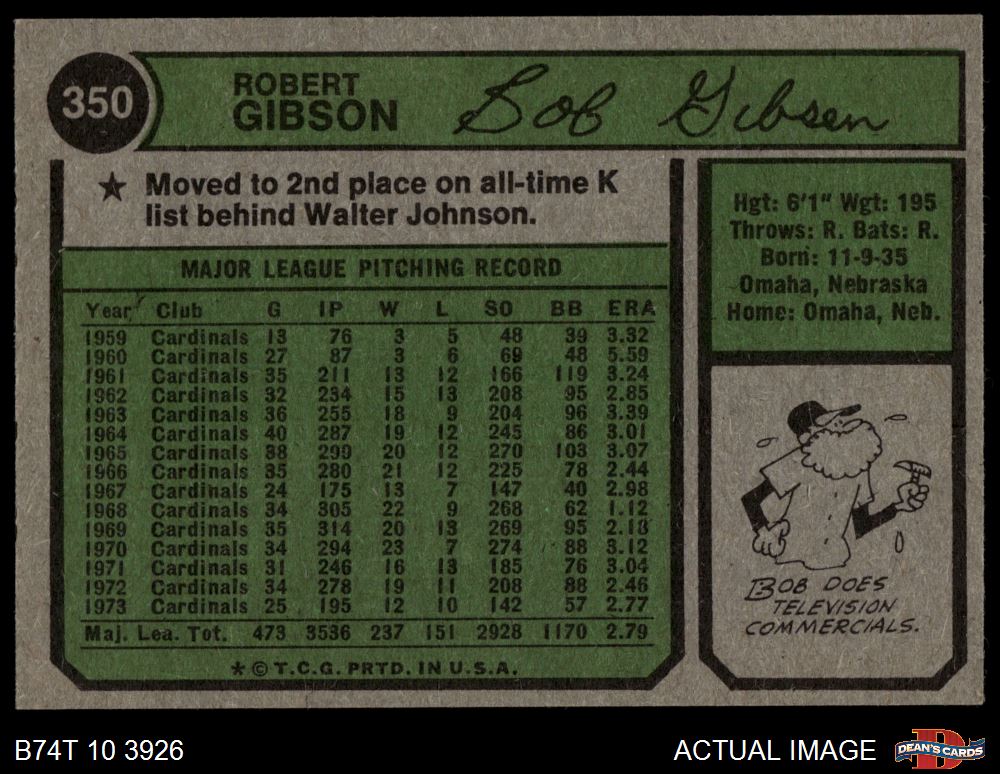 350
ROBERT
GIBSON
Bob Gibson
★ Moved to 2nd place on all-time K
list behind Walter Johnson.
MAJOR LEAGUE PITCHING RECORD
Year Club G IP W L SO BB ERA
1959 Cardinals 13 76 3 5 48 39 3.32
1960 Cardinals 27 87 3 6 69 48 5.59
1961 Cardinals 35 211 13 12 166 119 3.24
1962 Cardinals 32 234 15 13 208 95 2.85
1963 Cardinals 36 255 18 9 204 96 3.39
1964 Cardinals 40 287 19 12 245 86 3.01
1965 Cardinals 38 299 20 12 270 103 3.07
1966 Cardinals 35 280 21 12 225 78 2.44
1967 Cardinals 24 175 13 7 147 40 2.98
1968 Cardinals 34 305 22 9 268 62 1.12
1969 Cardinals 35 314 20 13 269 95 2.18
1970 Cardinals 34 294 23 7 274 88 3.12
1971 Cardinals 31 246 16 13 185 76 3.04
1972 Cardinals 34 278 19 11 208 88 2.46
1973 Cardinals 25 195 12 10 142 57 2.77
Maj. Lea. Tot. 473 3536 237 151 2928 1170 2.79
★ © T.C.G. PRTD. IN U.S.A.
Hgt: 6'1" Wgt: 195
Throws: R. Bats: R.
Born: 11-9-35
Omaha, Nebraska
Home: Omaha, Neb.
BOB DOES
TELEVISION
COMMERCIALS.
B74T 10 3926
ACTUAL IMAGE
D
DEAN'S CARDS